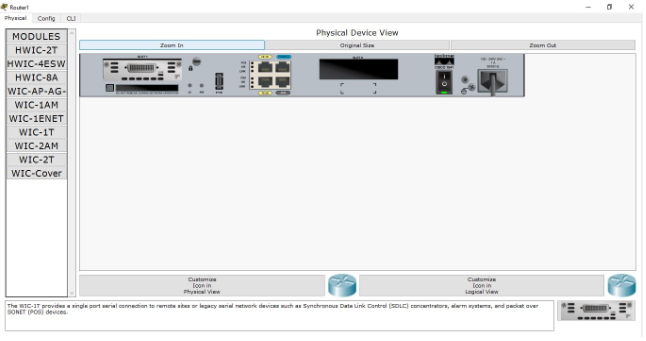 Router1
Physical Config CLI
MODULES
HWIC-2T
HWIC-4ESW
HWIC-8A
WIC-AP-AG-
WIC-1AM
WIC-1ENET
WIC-1T
WIC-2AM
WIC-2T
WIC-Cover
Physical Device View
Zoom In
Original Size
Zoom Out
Customize
Icon in
Physical View
Customize
Icon in
Logical View
The WIC-1T provides a single port serial connection to remote sites or legacy serial network devices such as Synchronous Data Link Control (SDLC) concentrators, alarm systems, and packet over
SONET (POS) devices.